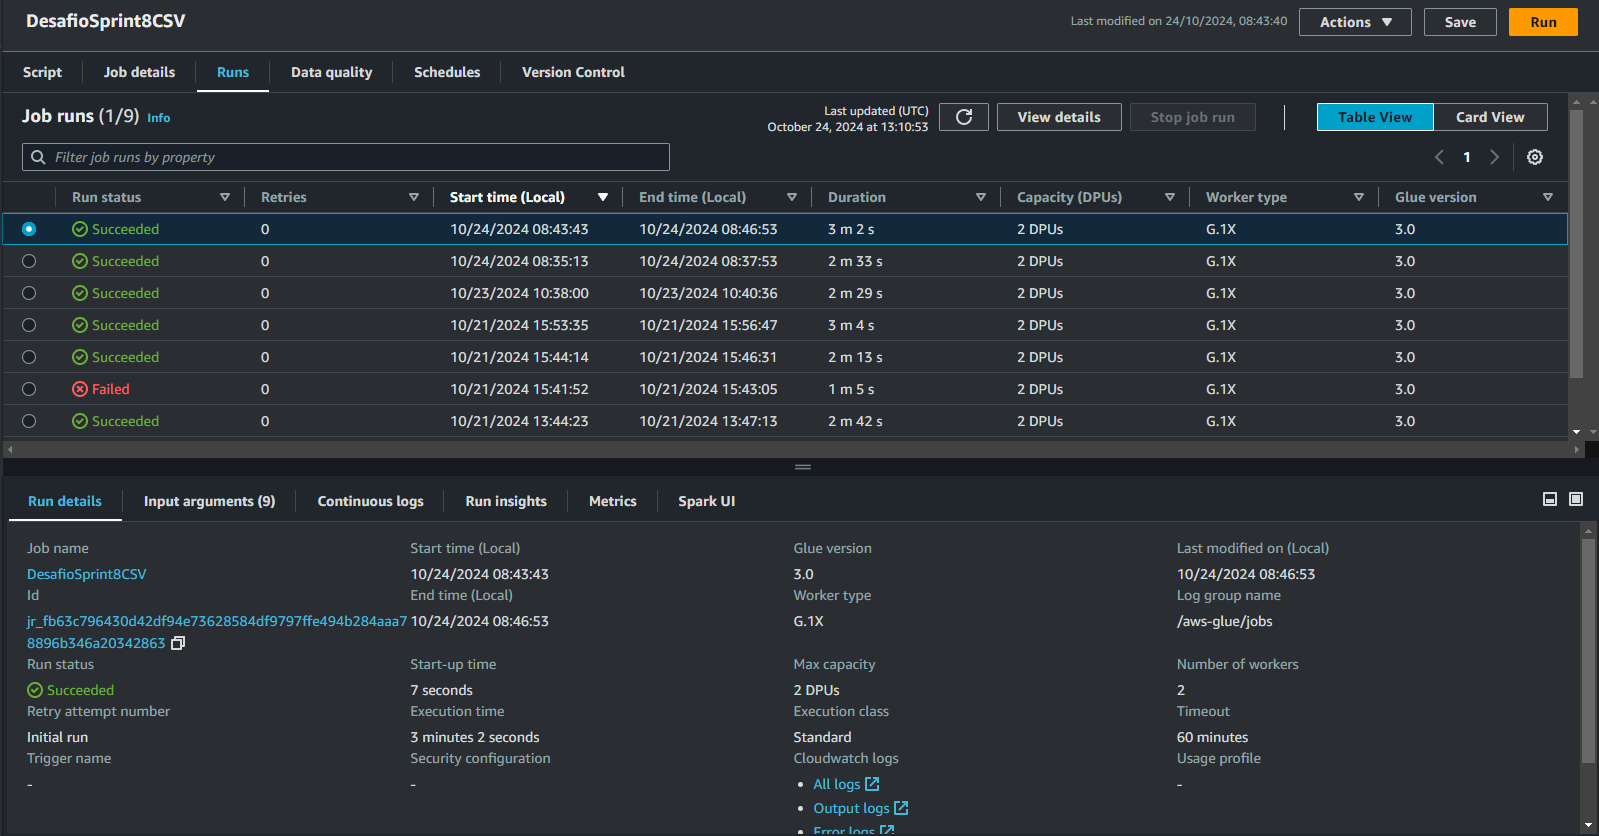 DesafioSprint8CSV
Last modified on 24/10/2024, 08:43:40
Actions
Save
Run
Script
Job details
Runs
Data quality
Schedules
Version Control
Job runs (1/9) Info
Last updated (UTC)
October 24, 2024 at 13:10:53
View details
Stop job run
Table View
Card View
Filter job runs by property
1
Run status Retries Start time (Local) End time (Local) Duration Capacity (DPUs) Worker type Glue version
Succeeded 0 10/24/2024 08:43:43 10/24/2024 08:46:53 3 m 2 s 2 DPUs G.1X 3.0
Succeeded 0 10/24/2024 08:35:13 10/24/2024 08:37:53 2 m 33 s 2 DPUs G.1X 3.0
Succeeded 0 10/23/2024 10:38:00 10/23/2024 10:40:36 2 m 29 s 2 DPUs G.1X 3.0
Succeeded 0 10/21/2024 15:53:35 10/21/2024 15:56:47 3 m 4 s 2 DPUs G.1X 3.0
Succeeded 0 10/21/2024 15:44:14 10/21/2024 15:46:31 2 m 13 s 2 DPUs G.1X 3.0
Failed 0 10/21/2024 15:41:52 10/21/2024 15:43:05 1 m 5 s 2 DPUs G.1X 3.0
Succeeded 0 10/21/2024 13:44:23 10/21/2024 13:47:13 2 m 42 s 2 DPUs G.1X 3.0
Run details
Input arguments (9)
Continuous logs
Run insights
Metrics
Spark UI
Job name
DesafioSprint8CSV
Id
jr_fb63c796430d42df94e73628584df9797ffe494b284aaa7
8896b346a20342863
Run status
Succeeded
Retry attempt number
Initial run
Trigger name
-
Start time (Local)
10/24/2024 08:43:43
End time (Local)
10/24/2024 08:46:53
Start-up time
7 seconds
Execution time
3 minutes 2 seconds
Security configuration
-
Glue version
3.0
Worker type
G.1X
Max capacity
2 DPUs
Execution class
Standard
Cloudwatch logs
All logs
Output logs
Error logs
Last modified on (Local)
10/24/2024 08:46:53
Log group name
/aws-glue/jobs
Number of workers
2
Timeout
60 minutes
Usage profile
-